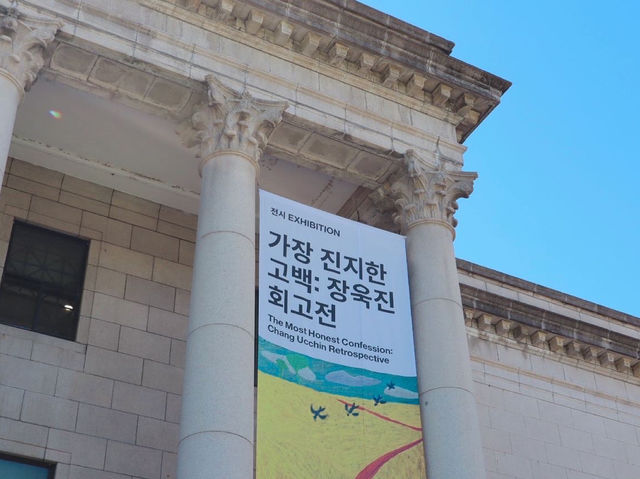 전시 EXHIBITION
가장 진지한
고백: 장욱진
회고전
The Most Honest Confession:
Chang Ucchin Retrospective